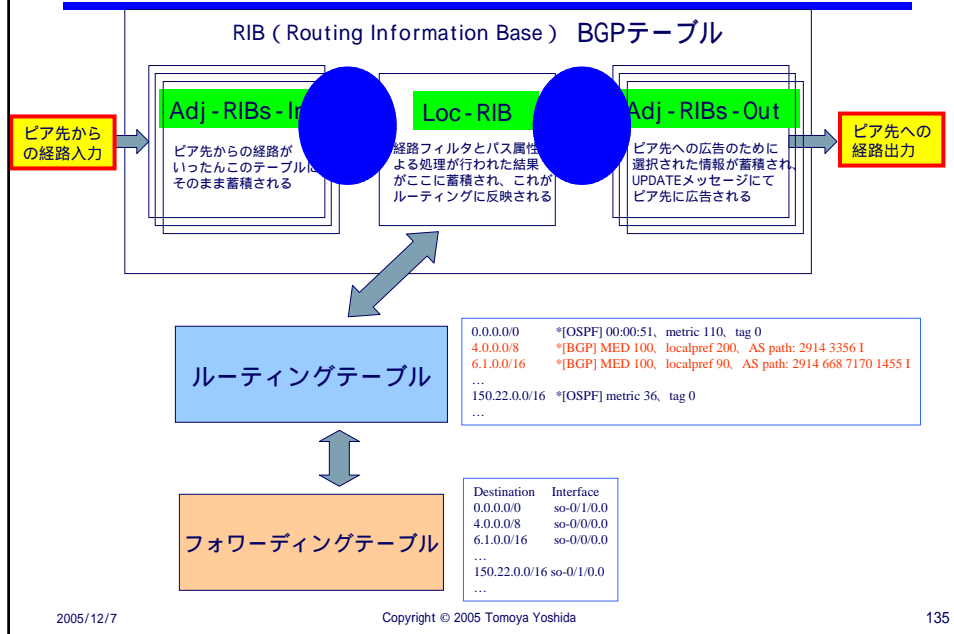 RIB（Routing Information Base） BGPテーブル
Adj-RIBs-In
Loc-RIB
Adj-RIBs-Out
ピア先から
の経路入力
ピア先からの経路が
いったんこのテーブルに
そのまま蓄積される
経路フィルタとパス属性
よる処理が行われた結果
がここに蓄積され、これが
ルーティングに反映される
ピア先への広告のために
選択された情報が蓄積され、
UPDATEメッセージにて
ピア先に広告される
ピア先への
経路出力
ルーティングテーブル
0.0.0.0/0 *[OSPF] 00:00:51、metric 110、tag 0
4.0.0.0/8 *[BGP] MED 100、localpref 200、AS path: 2914 3356 I
6.1.0.0/16 *[BGP] MED 100、localpref 90、AS path: 2914 668 7170 1455 I
…
150.22.0.0/16 *[OSPF] metric 36、tag 0
…
フォワーディングテーブル
Destination Interface
0.0.0.0/0 so-0/1/0.0
4.0.0.0/8 so-0/0/0.0
6.1.0.0/16 so-0/0/0.0
…
150.22.0.0/16 so-0/1/0.0
…
2005/12/7
Copyright © 2005 Tomoya Yoshida
135